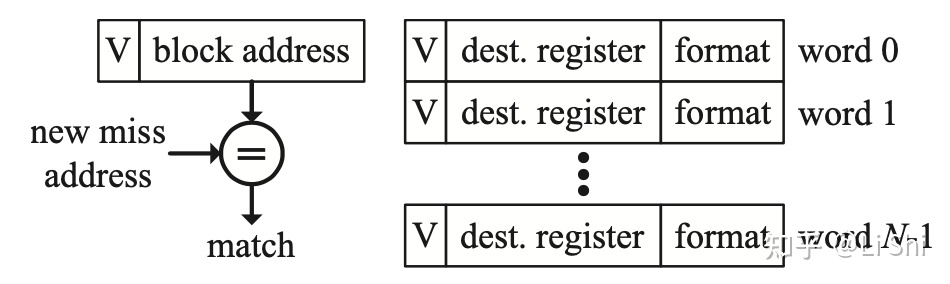 V block address
V dest. register format word 0
V dest. register format word 1
new miss
address
=
match
V dest. register format word N-1
知乎 @LiShi